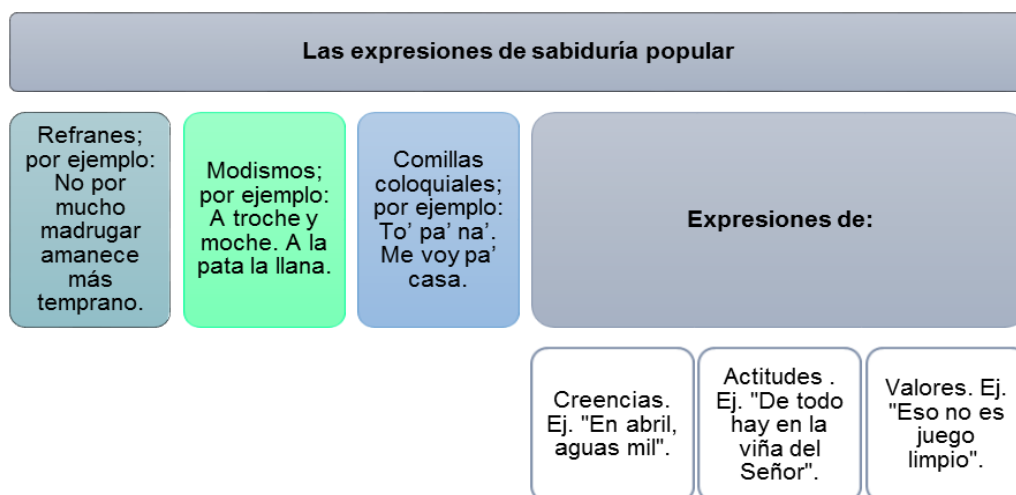 Las expresiones de sabiduría popular
Refranes;
por ejemplo:
No por
mucho
madrugar
amanece
más
temprano.
Modismos;
por ejemplo:
A troche y
moche. A la
pata la llana.
Comillas
coloquiales;
por ejemplo:
To’ pa’ na’.
Me voy pa’
casa.
Expresiones de:
Creencias.
Ej. "En abril,
aguas mil".
Actitudes .
Ej. "De todo
hay en la
viña del
Señor".
Valores. Ej.
"Eso no es
juego
limpio".